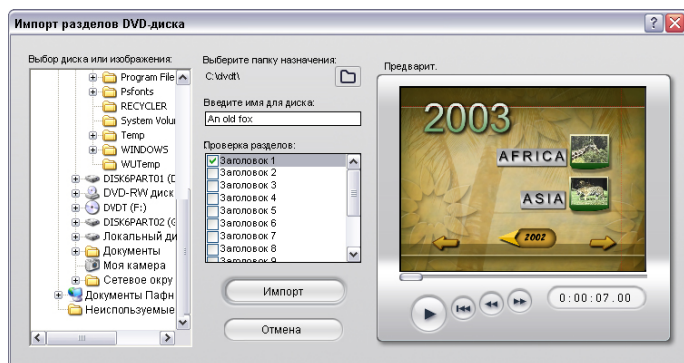 Импорт разделов DVD-диска
Выбор диска или изображения:
Program File
Psfonts
RECYCLER
System Volu
Temp
WINDOWS
WUTemp
DISK6PART01 (D
DVD-RW диск
DVDT (F:)
DISK6PART02 (G
Локальный ди
Документы
Моя камера
Сетевое окру
Документы Пафн
Неиспользуемые
Выберите папку назначения:
C:\dvdt\
Введите имя для диска:
An old fox
Проверка разделов:
Заголовок 1
Заголовок 2
Заголовок 3
Заголовок 4
Заголовок 5
Заголовок 6
Заголовок 7
Заголовок 8
Заголовок 9
Импорт
Отмена
Предварит.
2003
AFRICA
ASIA
2002
0:00:07.00